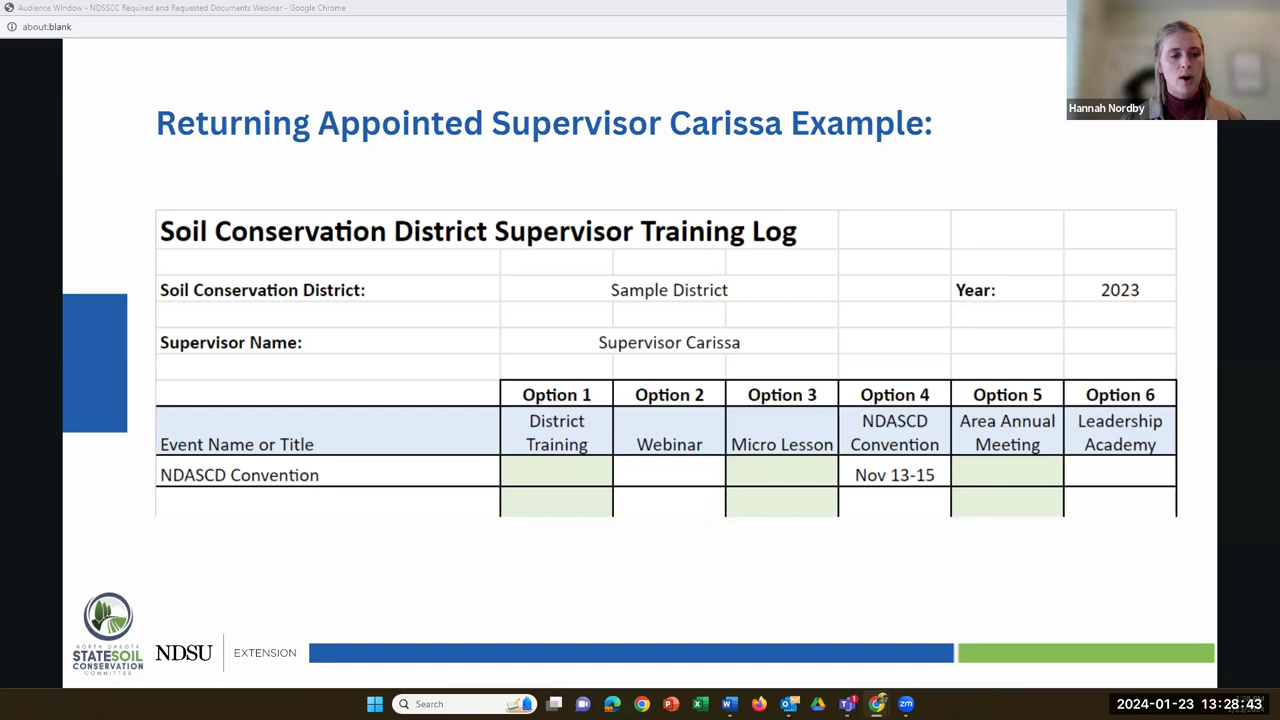 Audience Window - NDSSCC Required and Requested Documents Webinar - Google Chrome
about:blank
Hannah Nordby
Returning Appointed Supervisor Carissa Example:
Soil Conservation District Supervisor Training Log
Soil Conservation District: Sample District Year: 2023
Supervisor Name: Supervisor Carissa
Option 1 Option 2 Option 3 Option 4 Option 5 Option 6
District NDASCD Area Annual Leadership
Event Name or Title Training Webinar Micro Lesson Convention Meeting Academy
NDASCD Convention Nov 13-15
NORTH DAKOTA
STATE SOIL
CONSERVATION
COMMITTEE
NDSU EXTENSION
Search
2024-01-23 13:28:43